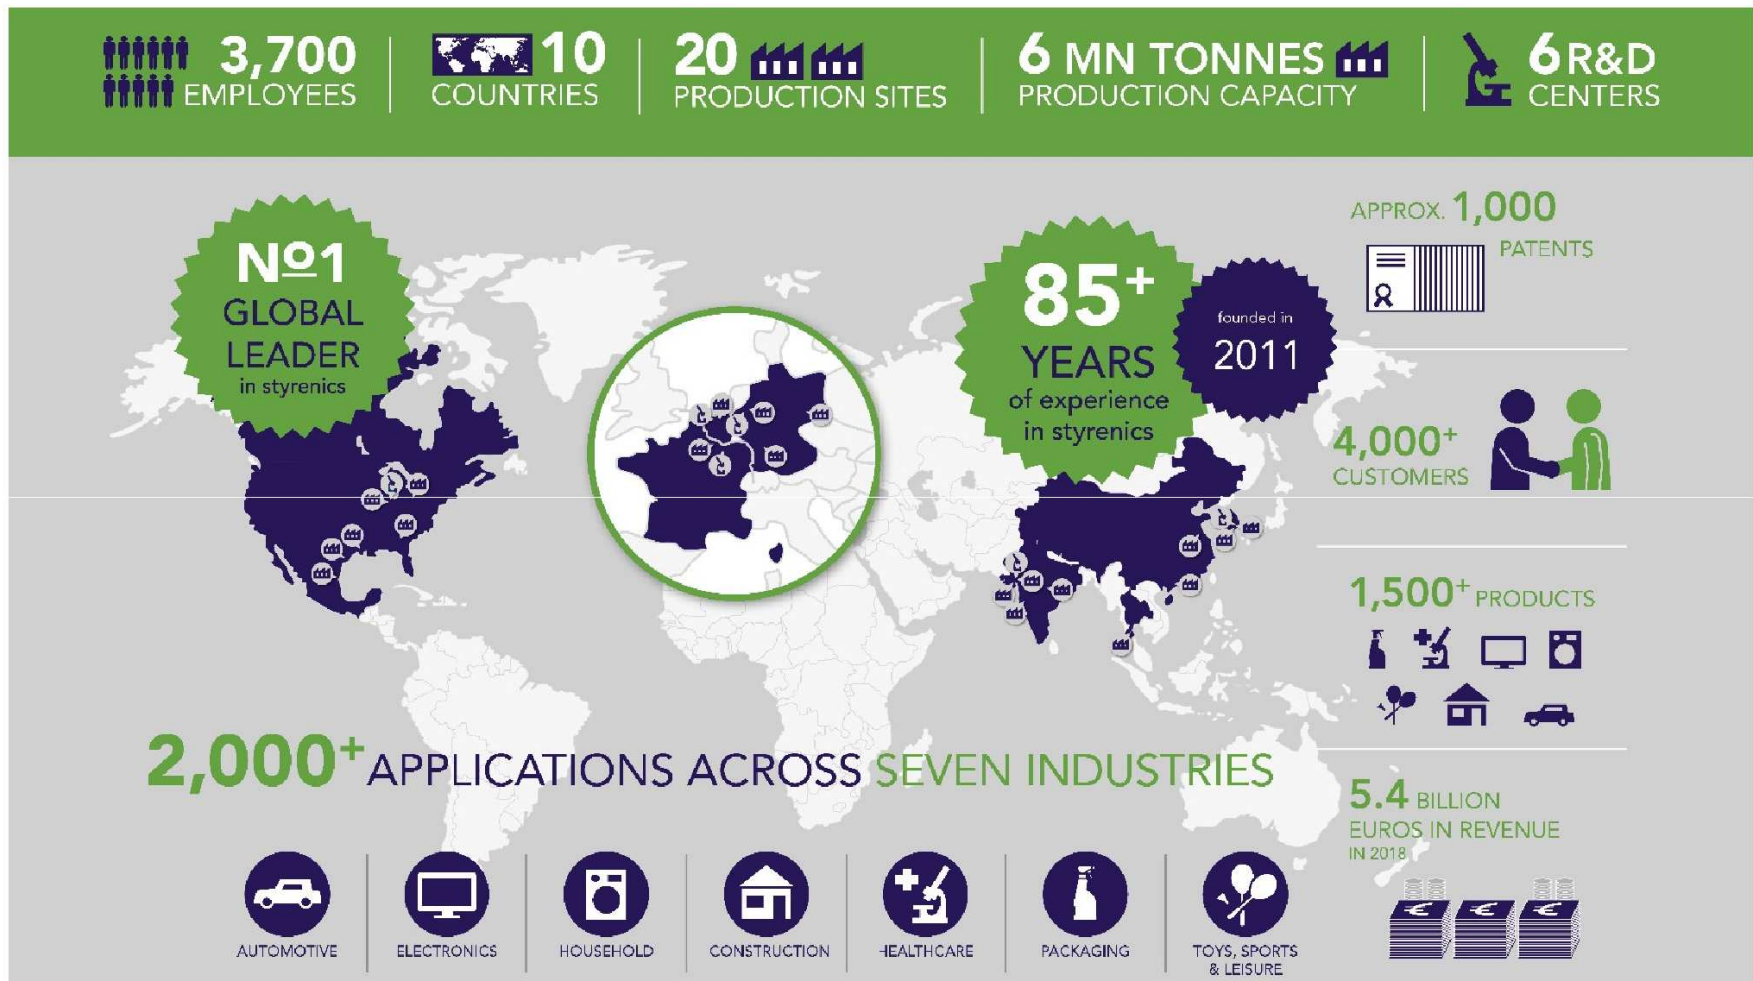 3,700
EMPLOYEES
10
COUNTRIES
20
PRODUCTION SITES
6 MN TONNES
PRODUCTION CAPACITY
6 R&D
CENTERS
Nº1
GLOBAL
LEADER
in styrenics
85+
YEARS
of experience
in styrenics
founded in
2011
APPROX. 1,000
PATENTS
4,000+
CUSTOMERS
1,500+ PRODUCTS
5.4 BILLION
EUROS IN REVENUE
IN 2018
€ € €
2,000+ APPLICATIONS ACROSS SEVEN INDUSTRIES
AUTOMOTIVE
ELECTRONICS
HOUSEHOLD
CONSTRUCTION
HEALTHCARE
PACKAGING
TOYS, SPORTS
& LEISURE